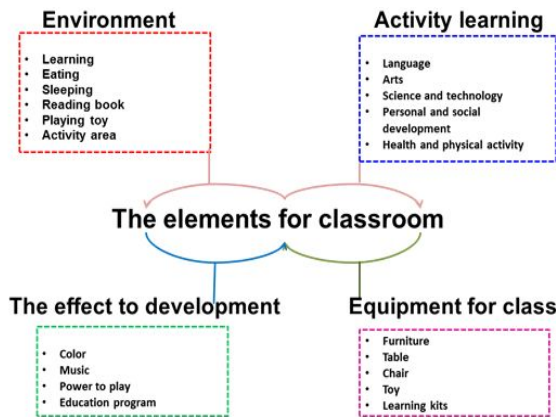 Environment
• Learning
• Eating
• Sleeping
• Reading book
• Playing toy
• Activity area
Activity learning
• Language
• Arts
• Science and technology
• Personal and social
development
• Health and physical activity
The elements for classroom
The effect to development
• Color
• Music
• Power to play
• Education program
Equipment for class
• Furniture
• Table
• Chair
• Toy
• Learning kits